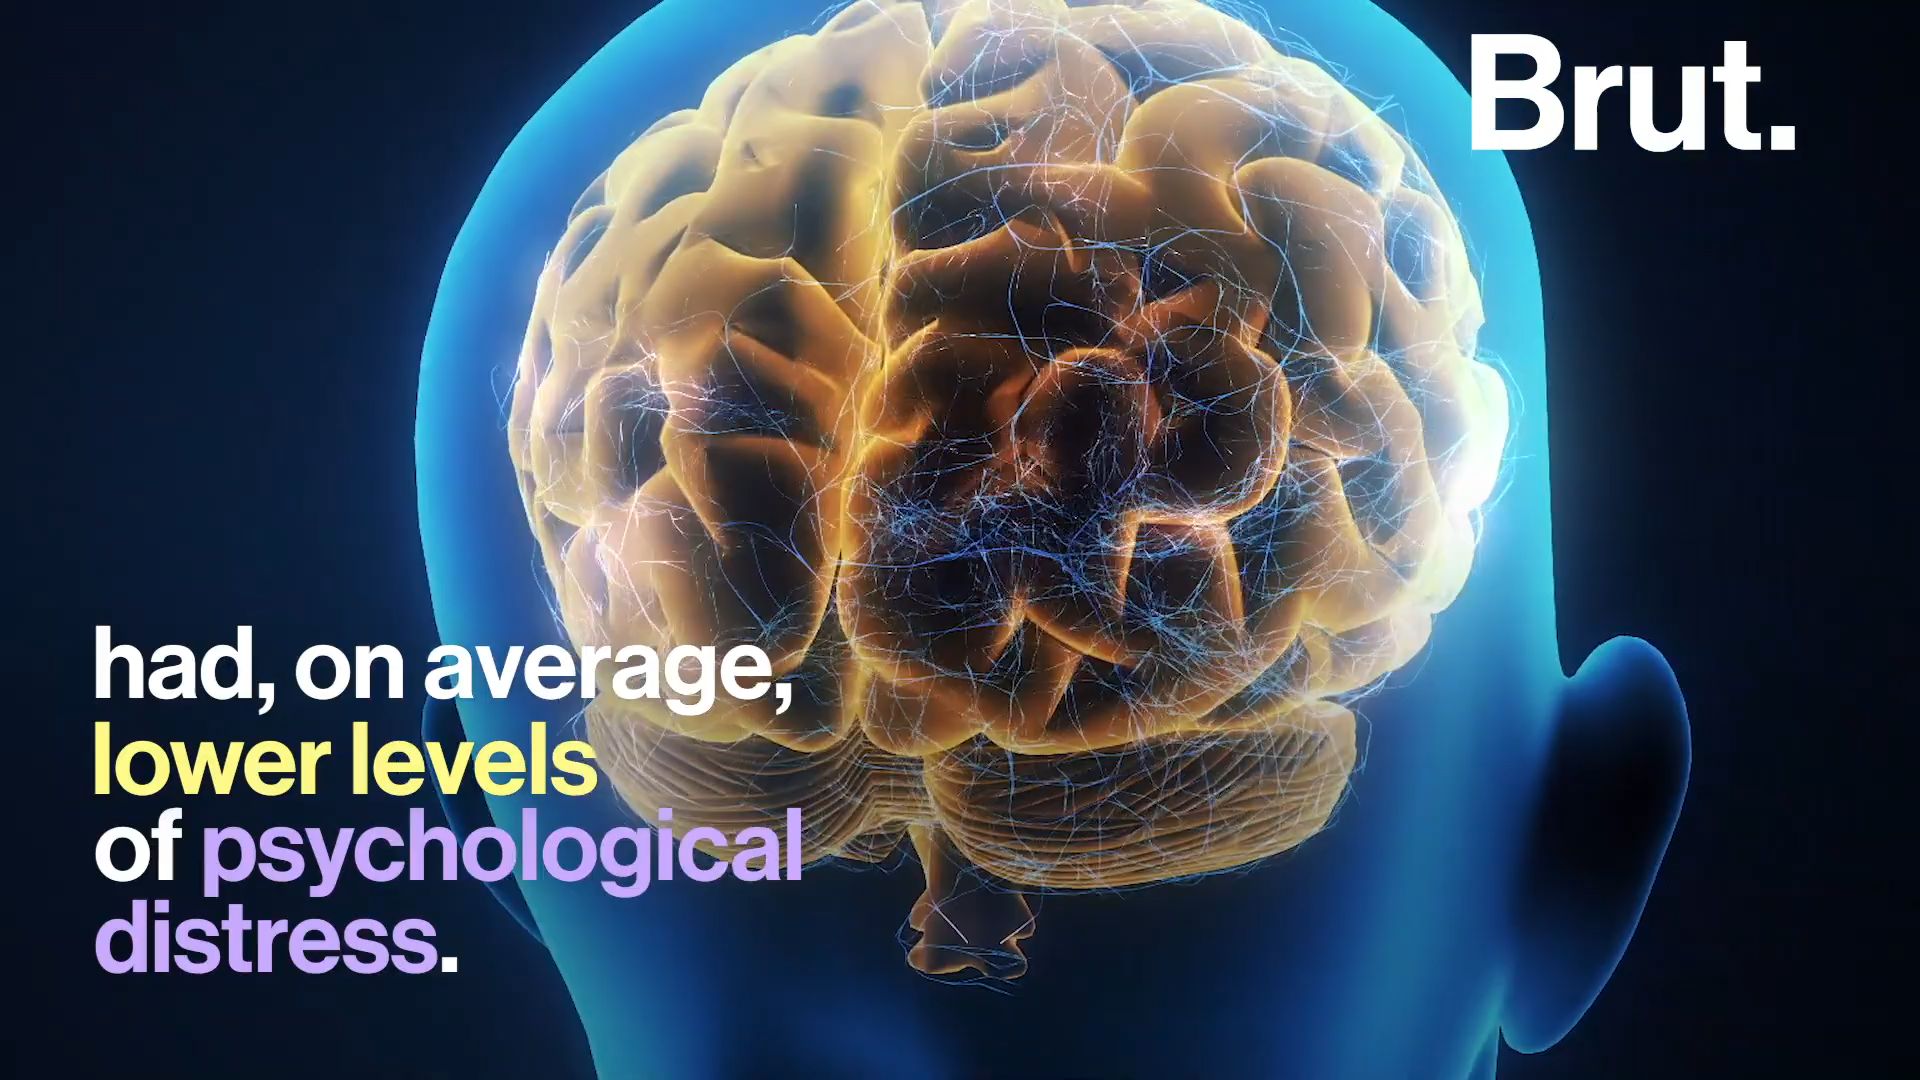 Brut.
had, on average,
lower levels
of psychological
distress.